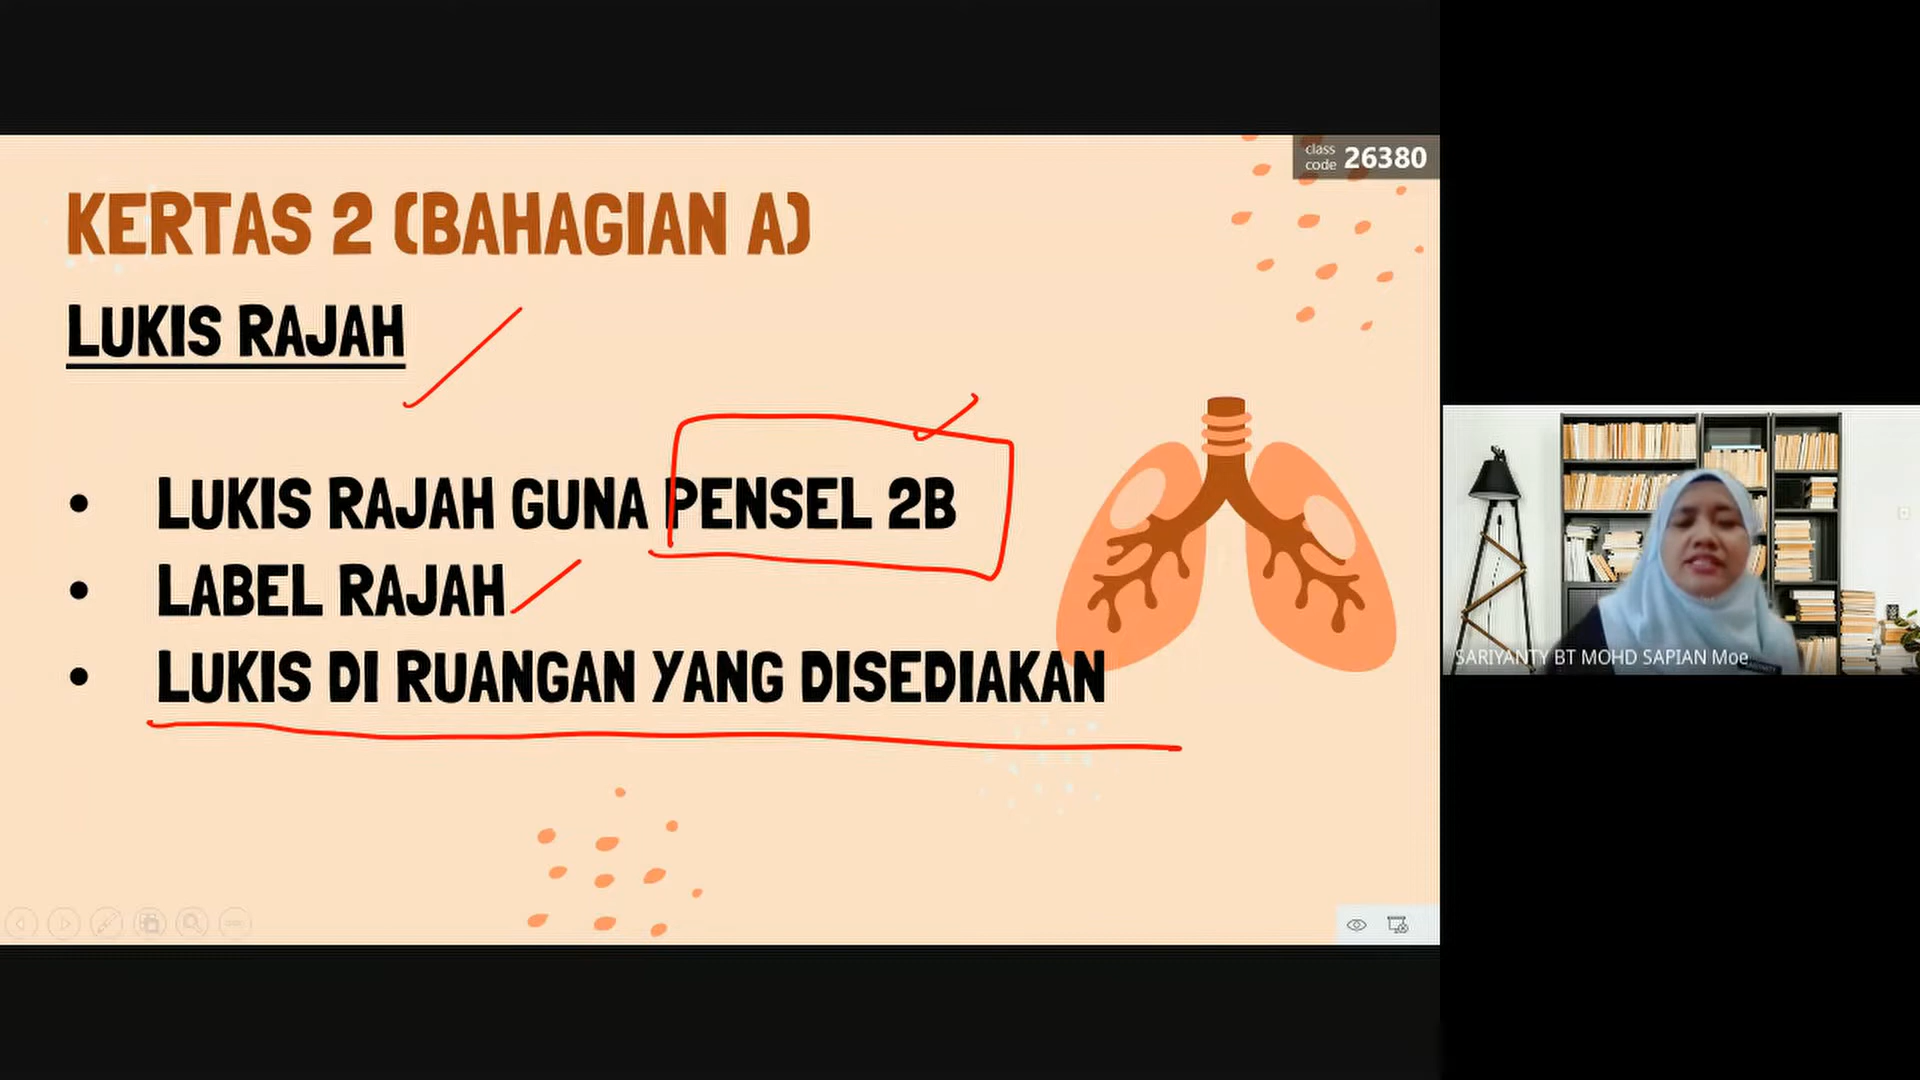 class code 26380
KERTAS 2 (BAHAGIAN A)
LUKIS RAJAH
• LUKIS RAJAH GUNA PENSEL 2B
• LABEL RAJAH
• LUKIS DI RUANGAN YANG DISEDIAKAN
SARIYANTY BT MOHD SAPIAN Moe